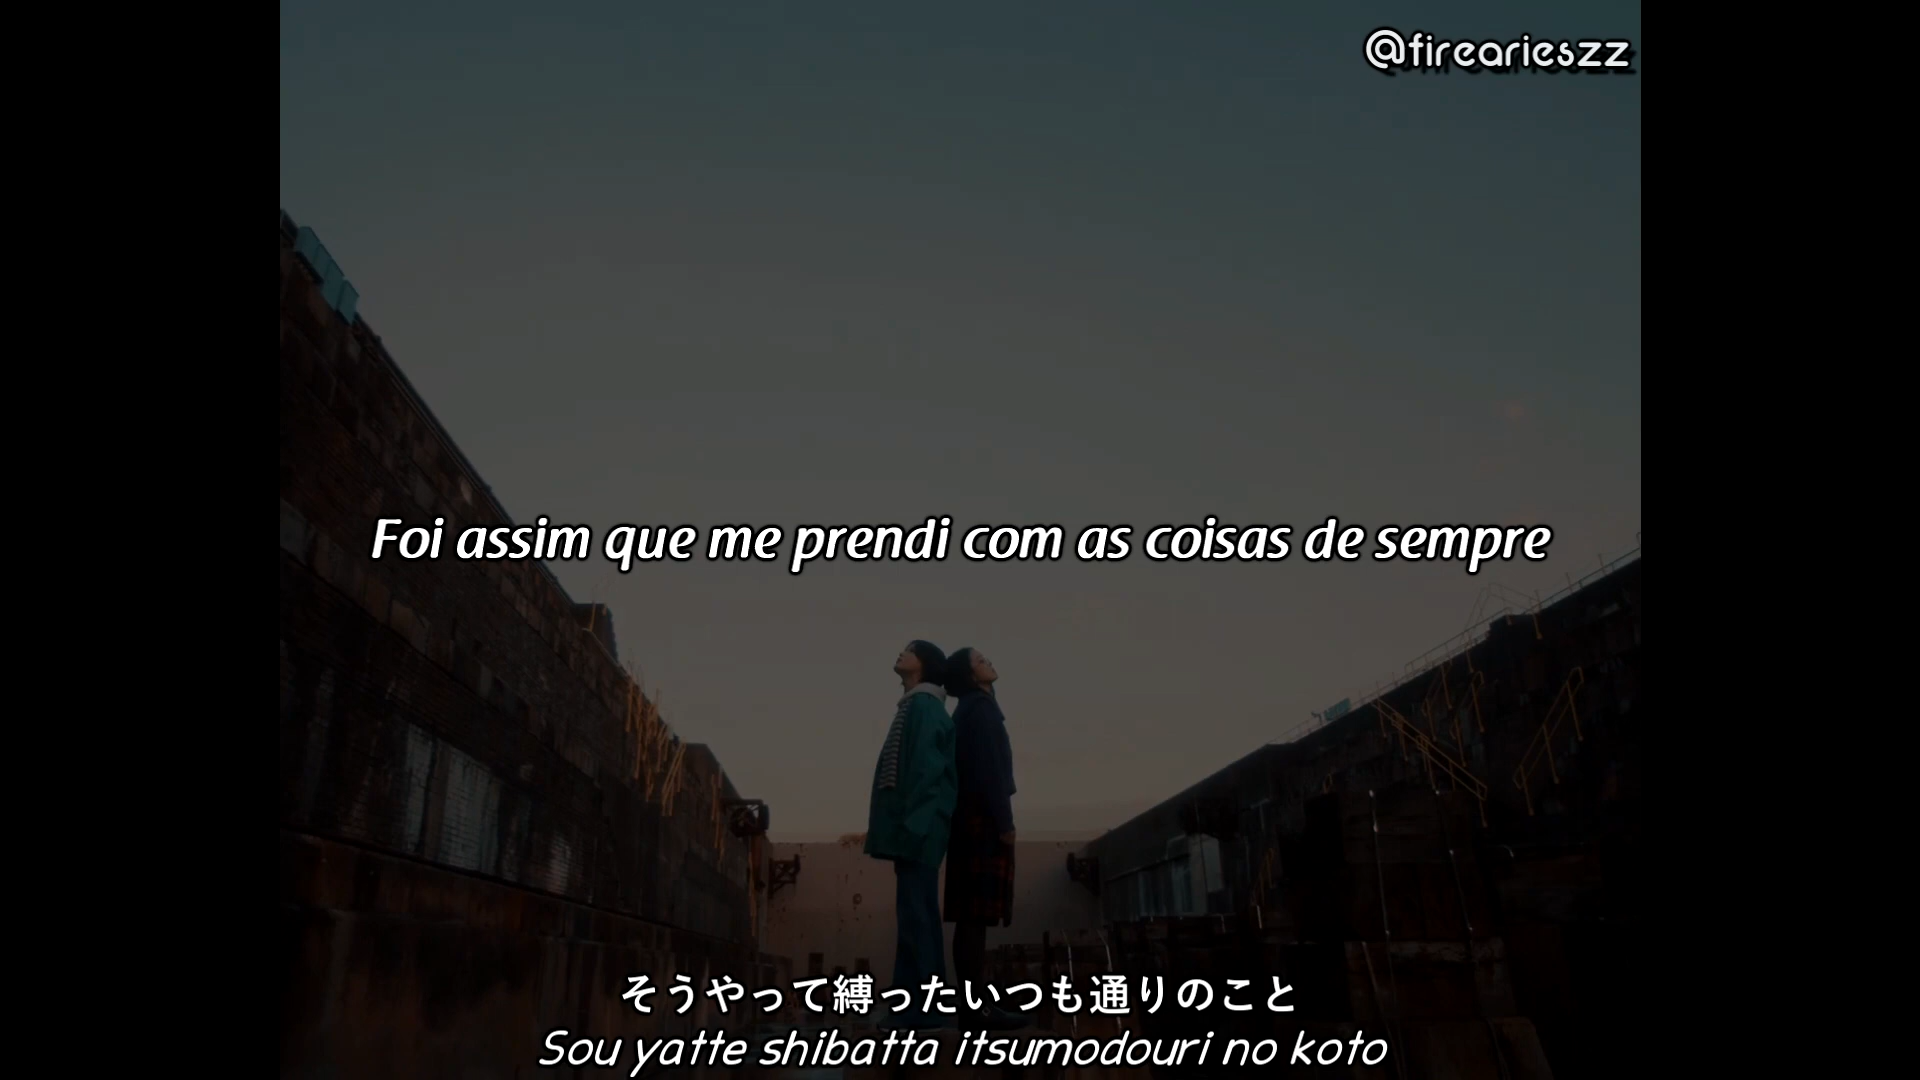 @firearieszz
Foi assim que me prendi com as coisas de sempre
そうやって縛ったいつも通りのこと
Sou yatte shibatta itsumodouri no koto